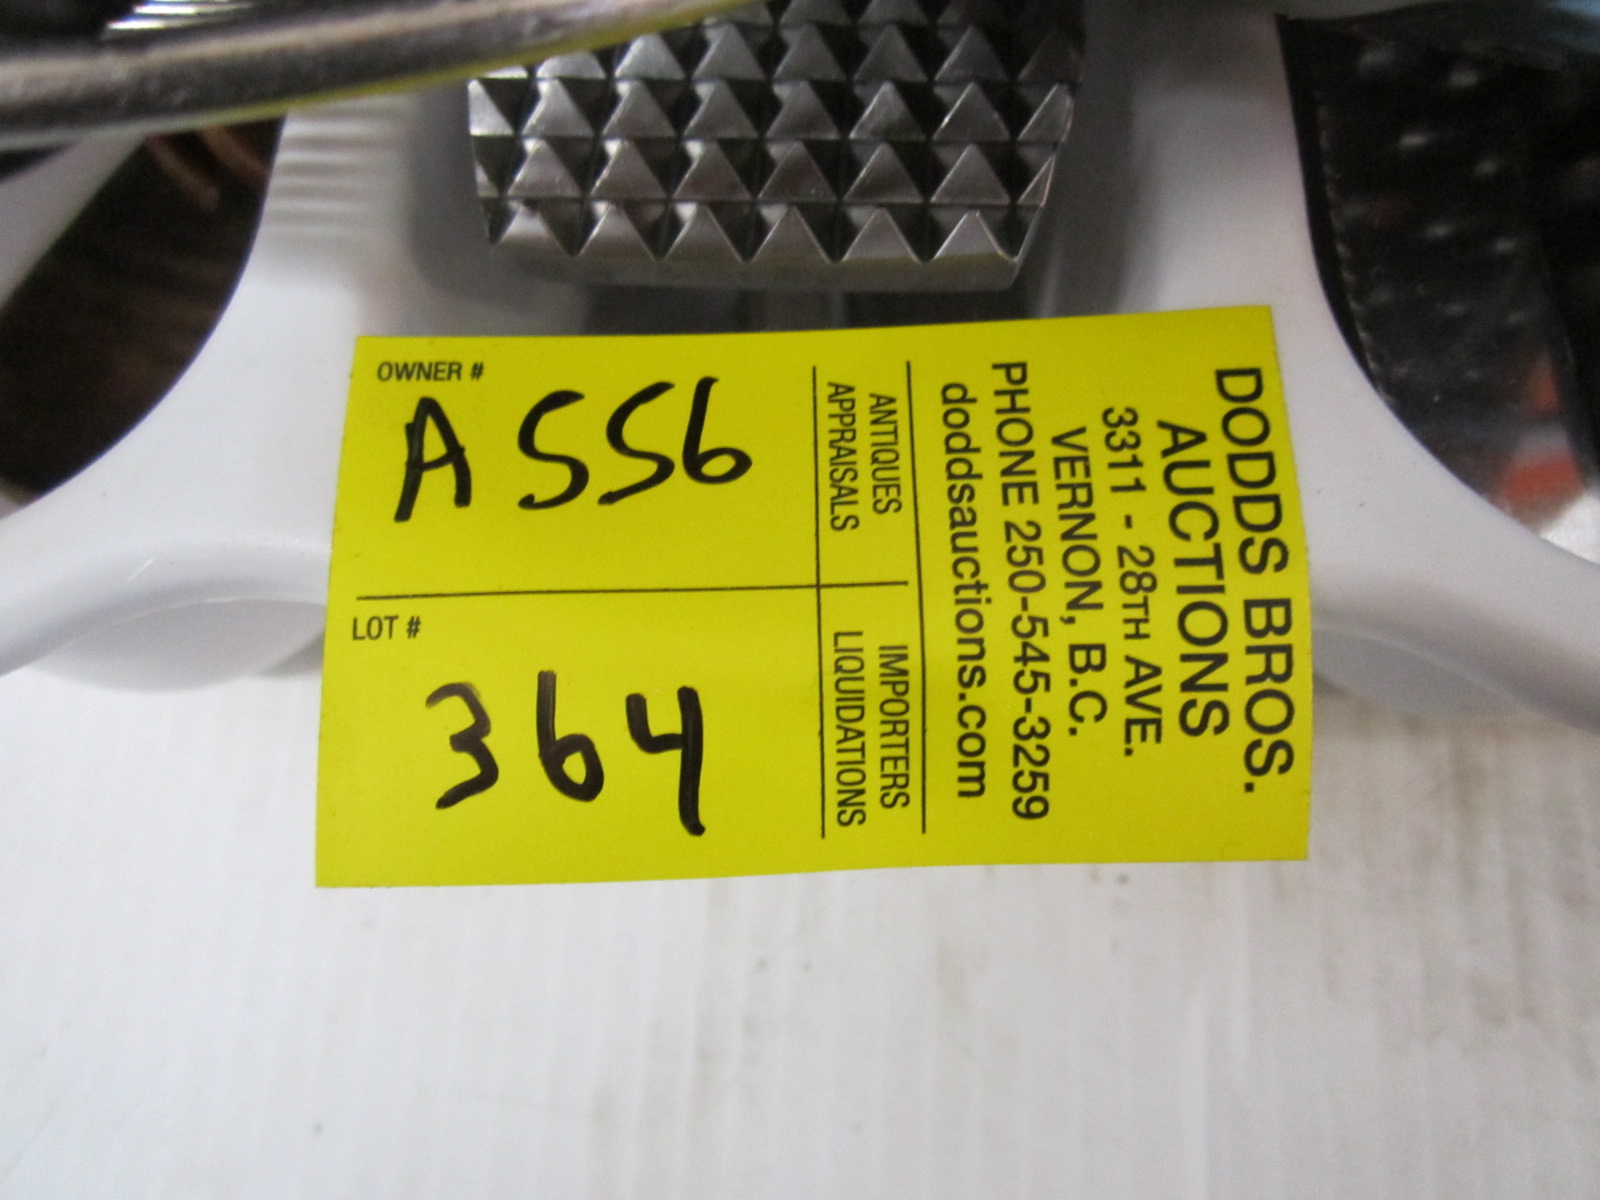 OWNER #
A 556
LOT #
364
ANTIQUES
APPRAISALS
IMPORTERS
LIQUIDATIONS
DODDS BROS.
AUCTIONS
3311 - 28TH AVE.
VERNON, B.C.
PHONE 250-545-3259
doddsauctions.com